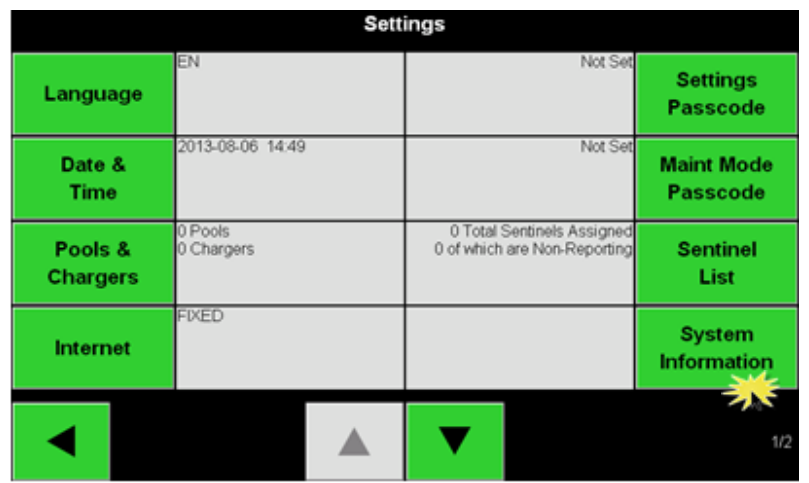 Settings
Language
EN
Not Set
Settings
Passcode
Date &
Time
2013-08-06 14:49
Not Set
Maint Mode
Passcode
Pools &
Chargers
0 Pools
0 Chargers
0 Total Sentinels Assigned
0 of which are Non-Reporting
Sentinel
List
Internet
FIXED
System
Information
1/2